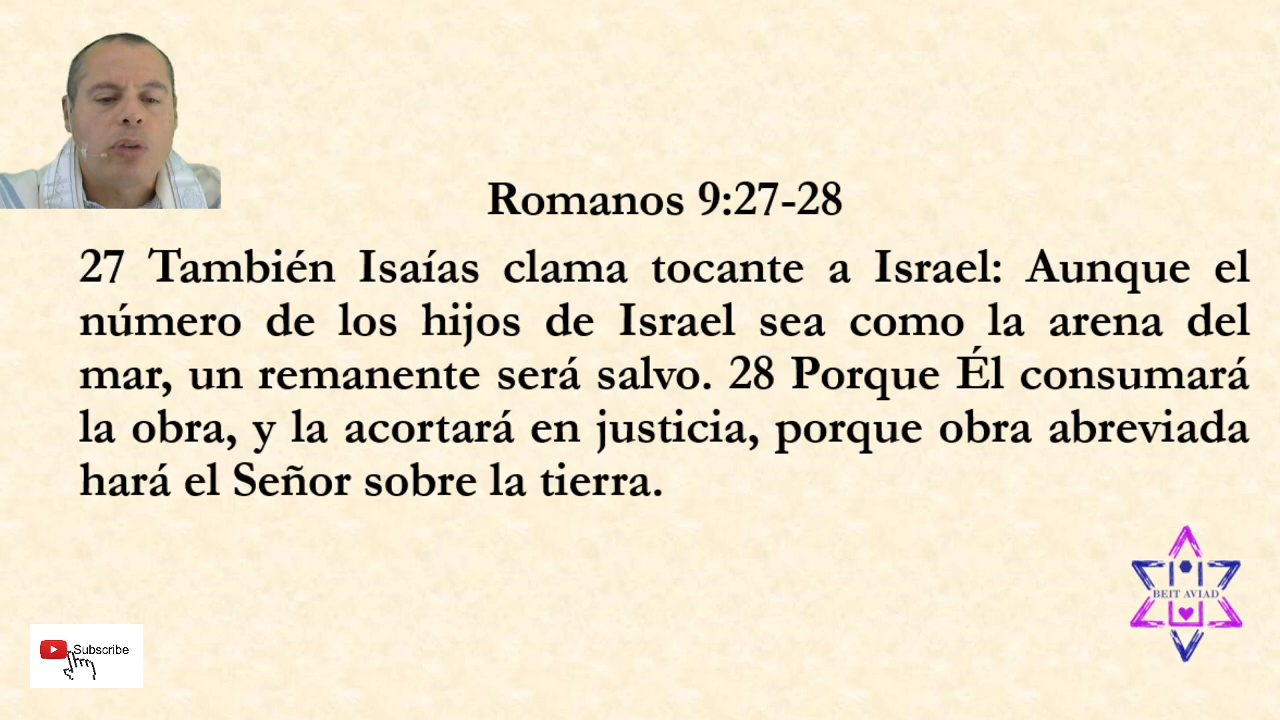 Romanos 9:27-28
27 También Isaías clama tocante a Israel: Aunque el
número de los hijos de Israel sea como la arena del
mar, un remanente será salvo. 28 Porque Él consumará
la obra, y la acortará en justicia, porque obra abreviada
hará el Señor sobre la tierra.
BEIT AVIAD
Subscribe